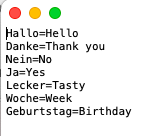 Hallo=Hello
Danke=Thank you
Nein=No
Ja=Yes
Lecker=Tasty
Woche=Week
Geburtstag=Birthday